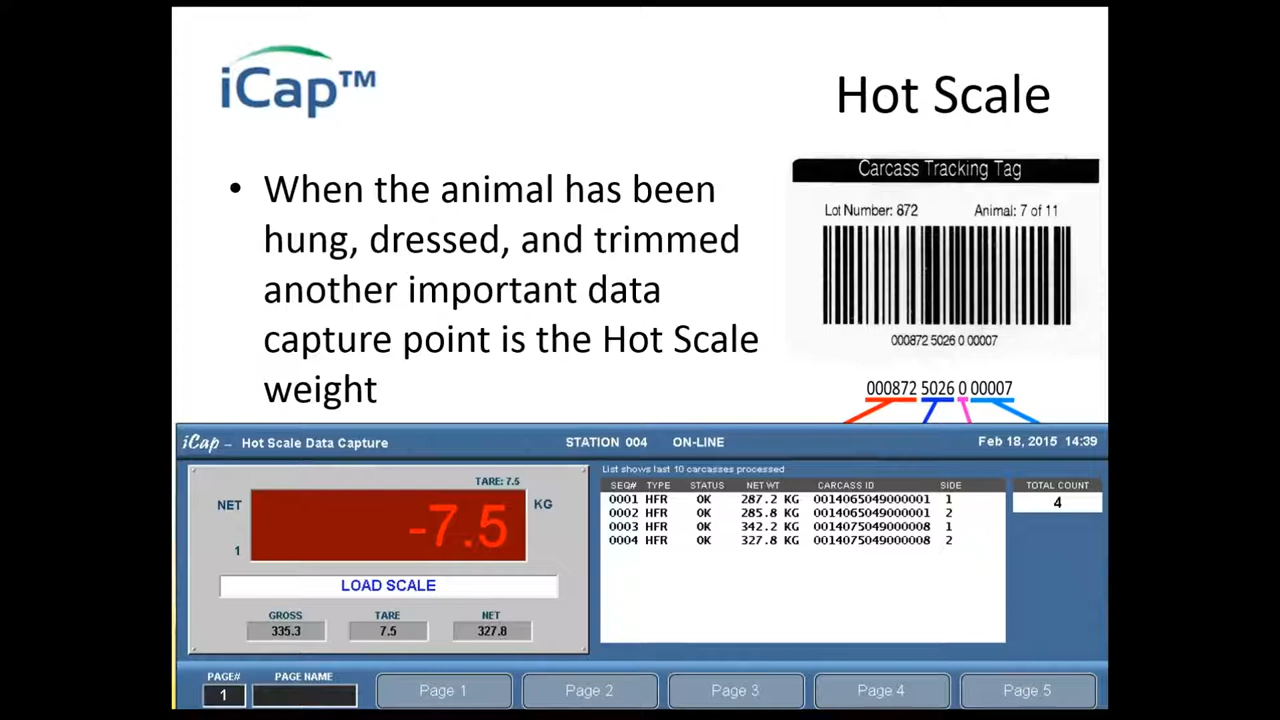 iCap™
Hot Scale
• When the animal has been
hung, dressed, and trimmed
another important data
capture point is the Hot Scale
weight
Carcass Tracking Tag
Lot Number: 872 Animal: 7 of 11
000872 5026 0 00007
000872 5026 0 00007
iCap – Hot Scale Data Capture STATION 004 ON-LINE Feb 18, 2015 14:39
TARE: 7.5
NET -7.5 KG
1
LOAD SCALE
GROSS TARE NET
335.3 7.5 327.8
List shows last 10 carcasses processed
SEQ# TYPE STATUS NET WT CARCASS ID SIDE
0001 HFR OK 287.2 KG 0014065049000001 1
0002 HFR OK 285.8 KG 0014065049000001 2
0003 HFR OK 342.2 KG 0014075049000008 1
0004 HFR OK 327.8 KG 0014075049000008 2
TOTAL COUNT
4
PAGE# PAGE NAME
1
Page 1 Page 2 Page 3 Page 4 Page 5